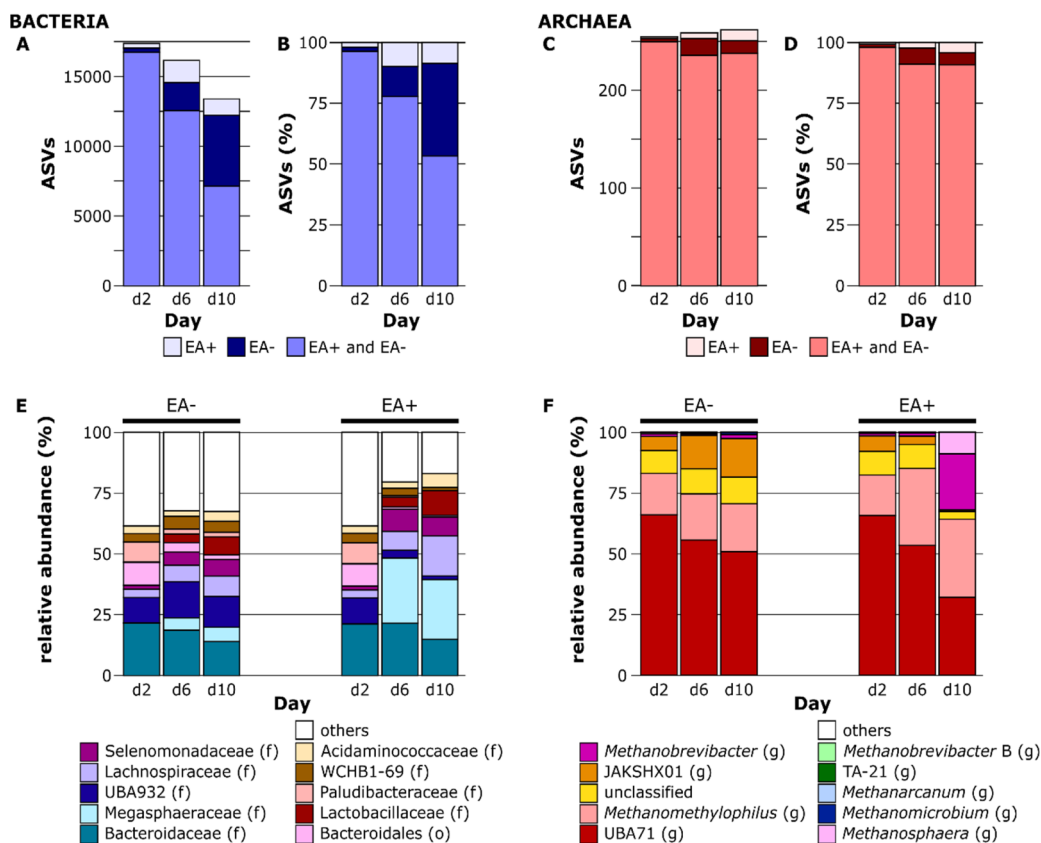 BACTERIA
ARCHAEA
A
B
C
D
ASVs
15000
10000
5000
0
d2 d6 d10
Day
ASVs (%)
100
75
50
25
0
d2 d6 d10
Day
EA+ EA- EA+ and EA-
ASVs
200
100
0
d2 d6 d10
Day
ASVs (%)
100
75
50
25
0
d2 d6 d10
Day
EA+ EA- EA+ and EA-
E
EA- EA+
relative abundance (%)
100
75
50
25
0
d2 d6 d10 d2 d6 d10
Day
others
Selenomonadaceae (f) Acidaminococcaceae (f)
Lachnospiraceae (f) WCHB1-69 (f)
UBA932 (f) Paludibacteraceae (f)
Megasphaeraceae (f) Lactobacillaceae (f)
Bacteroidaceae (f) Bacteroidales (o)
F
EA- EA+
relative abundance (%)
100
75
50
25
0
d2 d6 d10 d2 d6 d10
Day
others
Methanobrevibacter (g) Methanobrevibacter B (g)
JAKSHX01 (g) TA-21 (g)
unclassified Methanarcanum (g)
Methanomethylophilus (g) Methanomicrobium (g)
UBA71 (g) Methanosphaera (g)